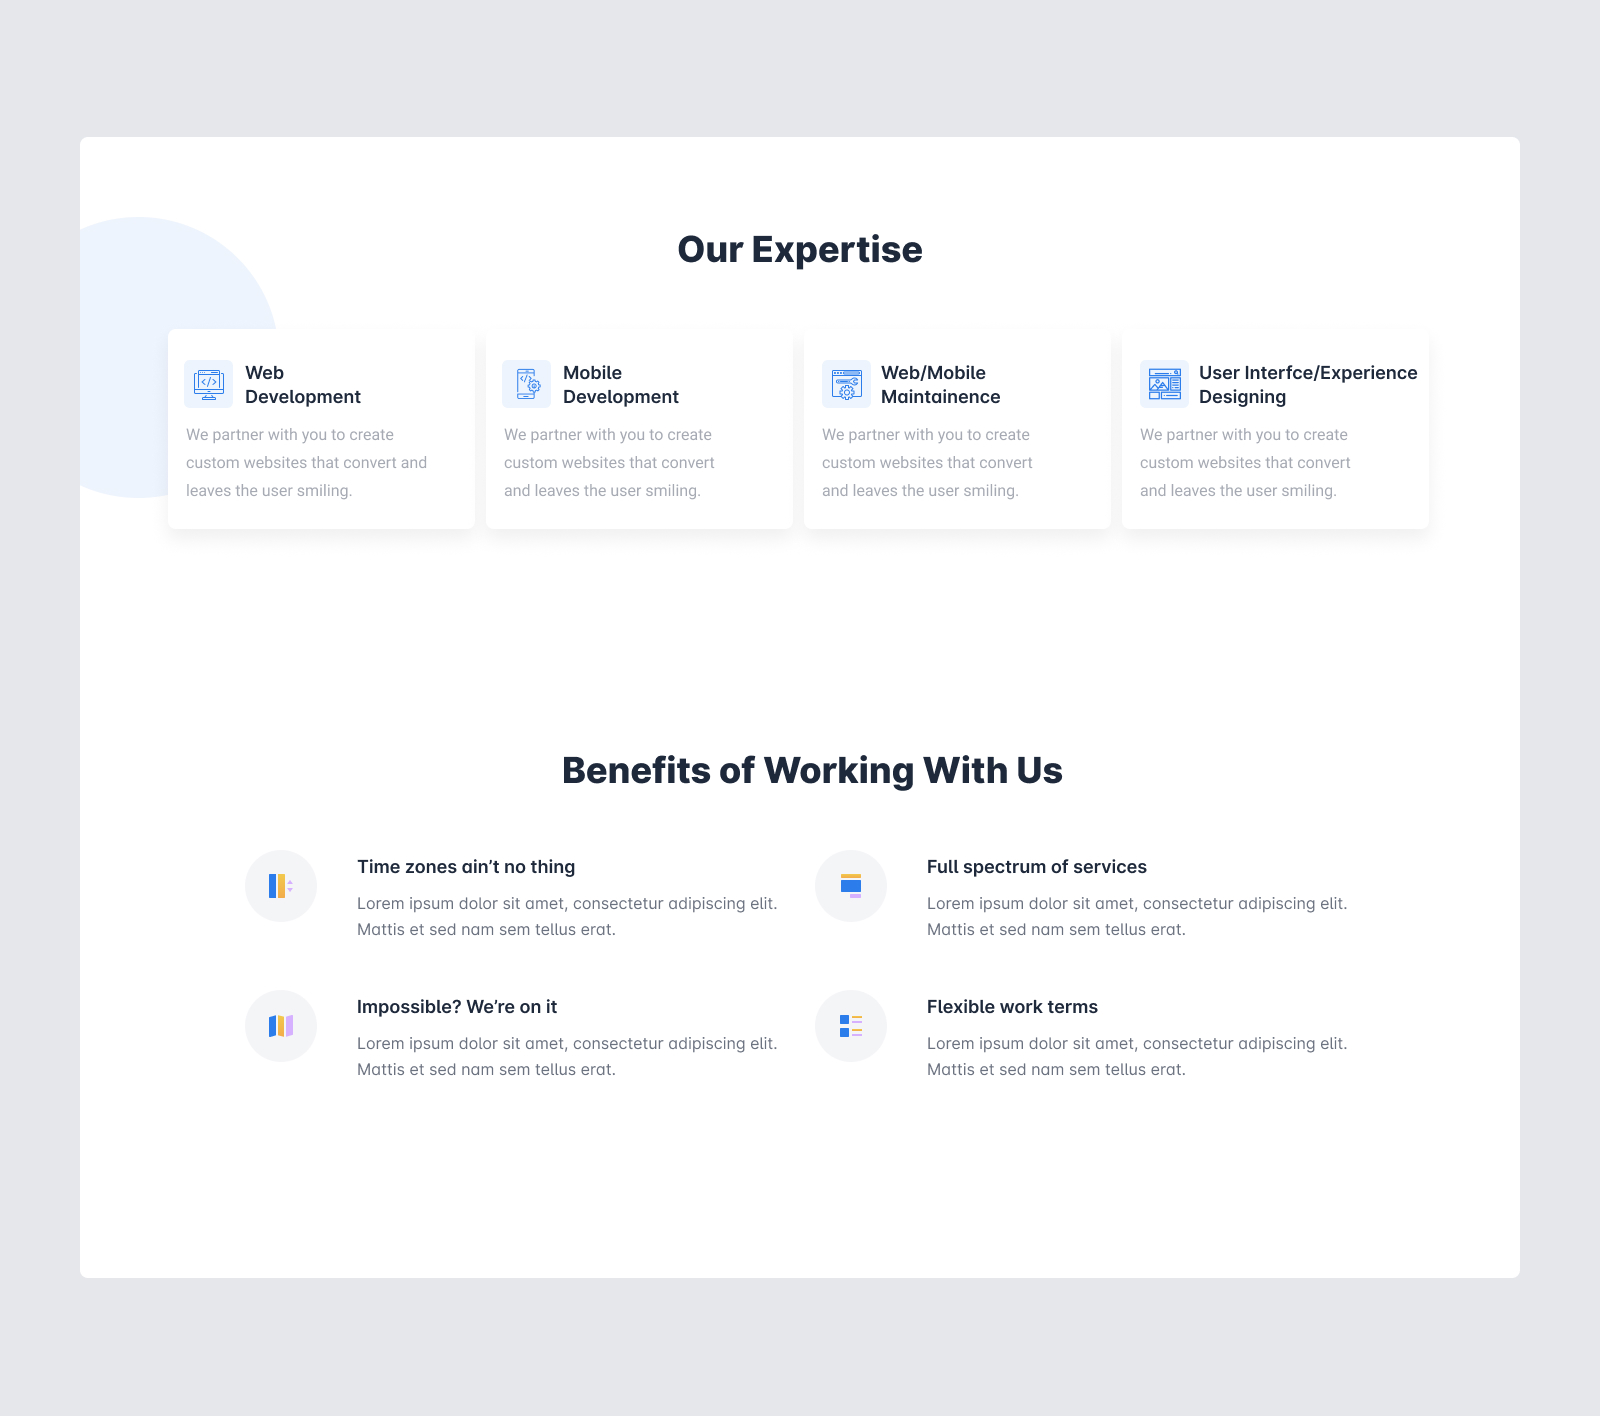 Our Expertise
Web
Development
We partner with you to create
custom websites that convert and
leaves the user smiling.
Mobile
Development
We partner with you to create
custom websites that convert
and leaves the user smiling.
Web/Mobile
Maintainence
We partner with you to create
custom websites that convert
and leaves the user smiling.
User Interfce/Experience
Designing
We partner with you to create
custom websites that convert
and leaves the user smiling.
Benefits of Working With Us
Time zones ain’t no thing
Lorem ipsum dolor sit amet, consectetur adipiscing elit.
Mattis et sed nam sem tellus erat.
Full spectrum of services
Lorem ipsum dolor sit amet, consectetur adipiscing elit.
Mattis et sed nam sem tellus erat.
Impossible? We’re on it
Lorem ipsum dolor sit amet, consectetur adipiscing elit.
Mattis et sed nam sem tellus erat.
Flexible work terms
Lorem ipsum dolor sit amet, consectetur adipiscing elit.
Mattis et sed nam sem tellus erat.